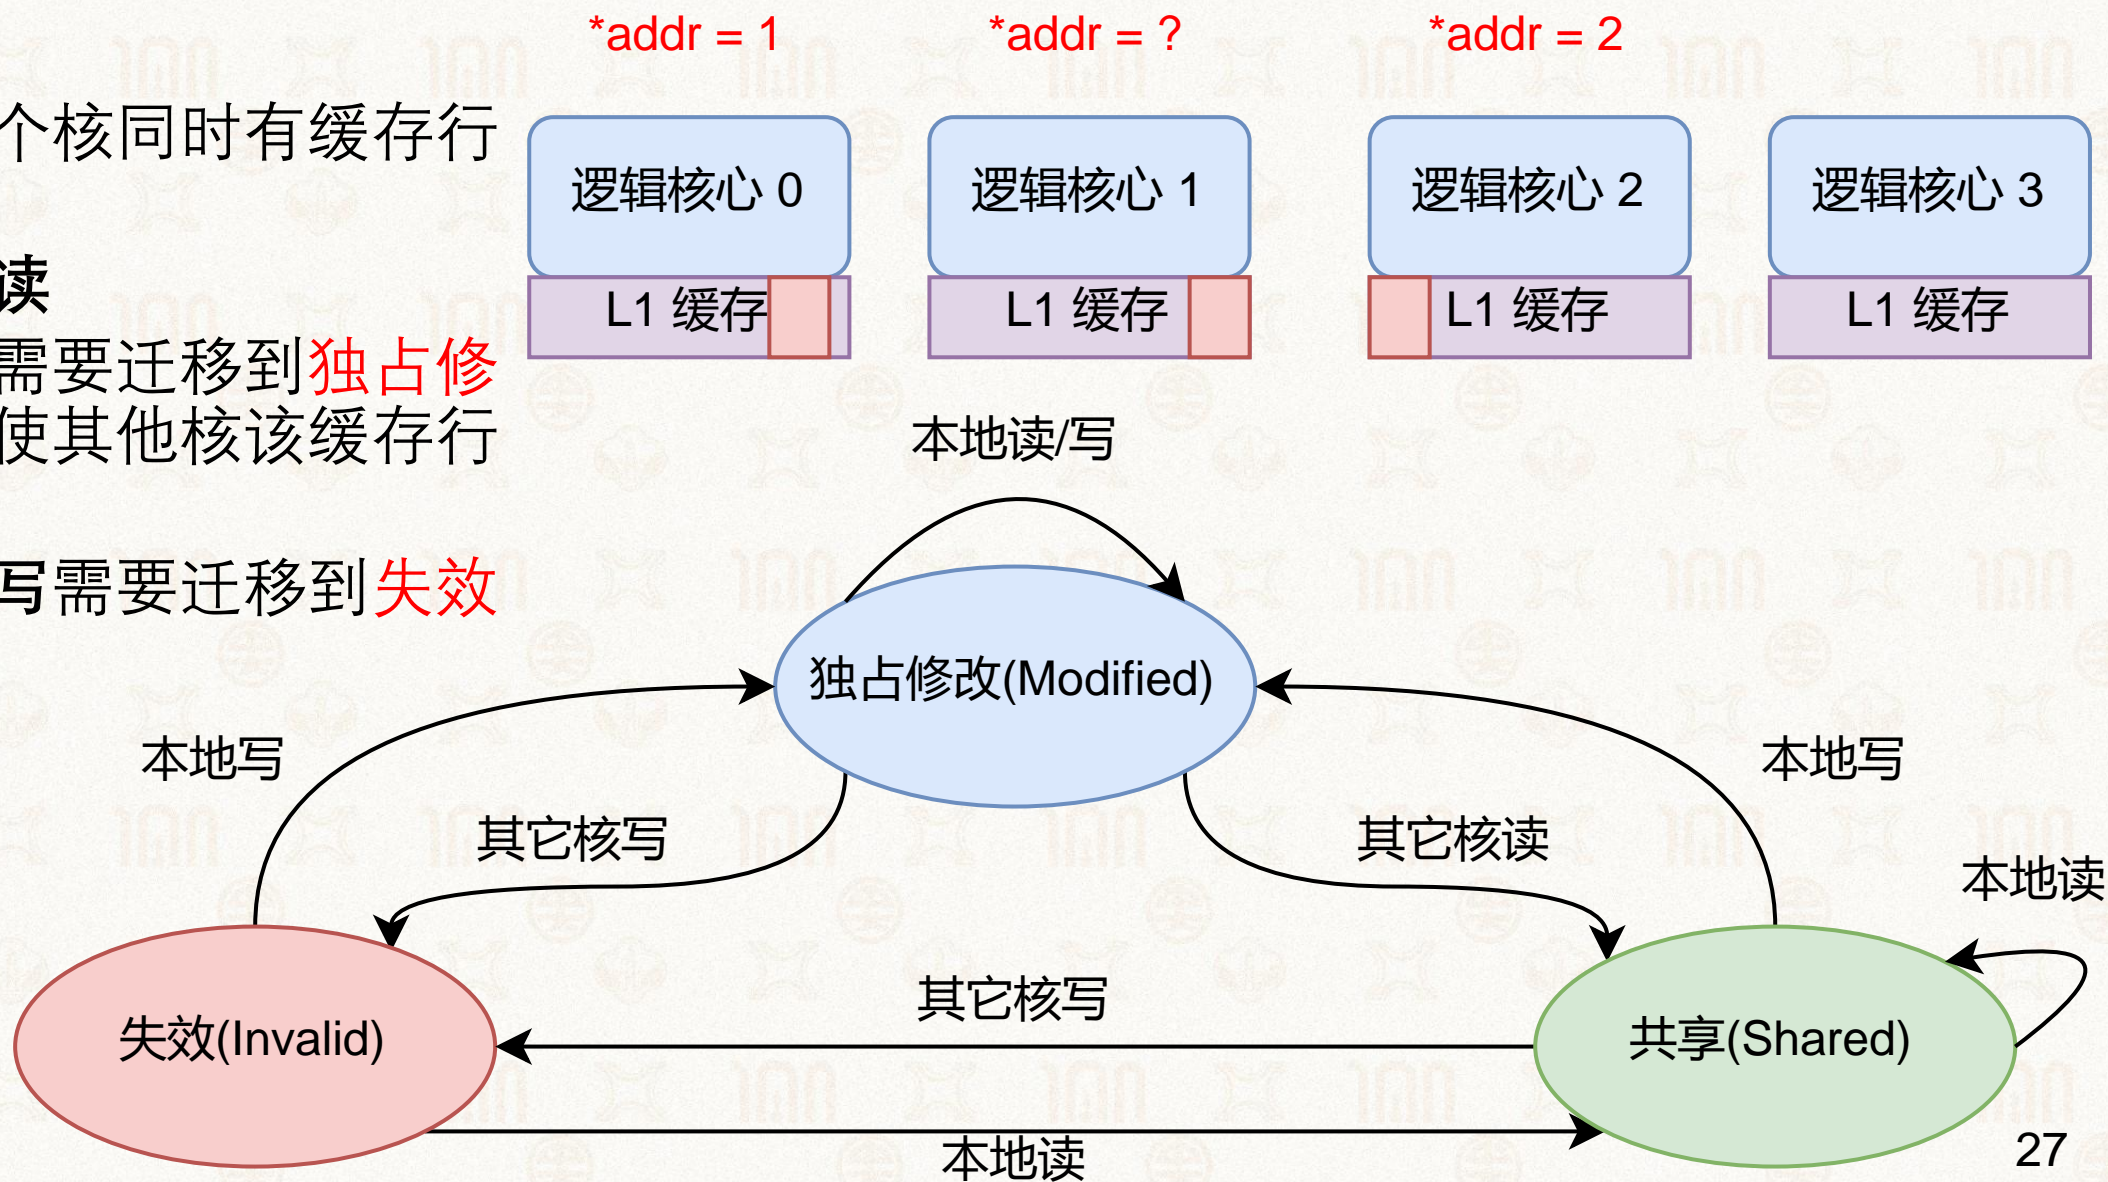 *addr = 1
*addr = ?
*addr = 2
个核同时有缓存行
读
需要迁移到独占修
使其他核该缓存行
写需要迁移到失效
逻辑核心 0
逻辑核心 1
逻辑核心 2
逻辑核心 3
L1 缓存
L1 缓存
L1 缓存
L1 缓存
本地读/写
独占修改(Modified)
本地写
本地写
其它核写
其它核读
本地读
其它核写
失效(Invalid)
共享(Shared)
本地读
27